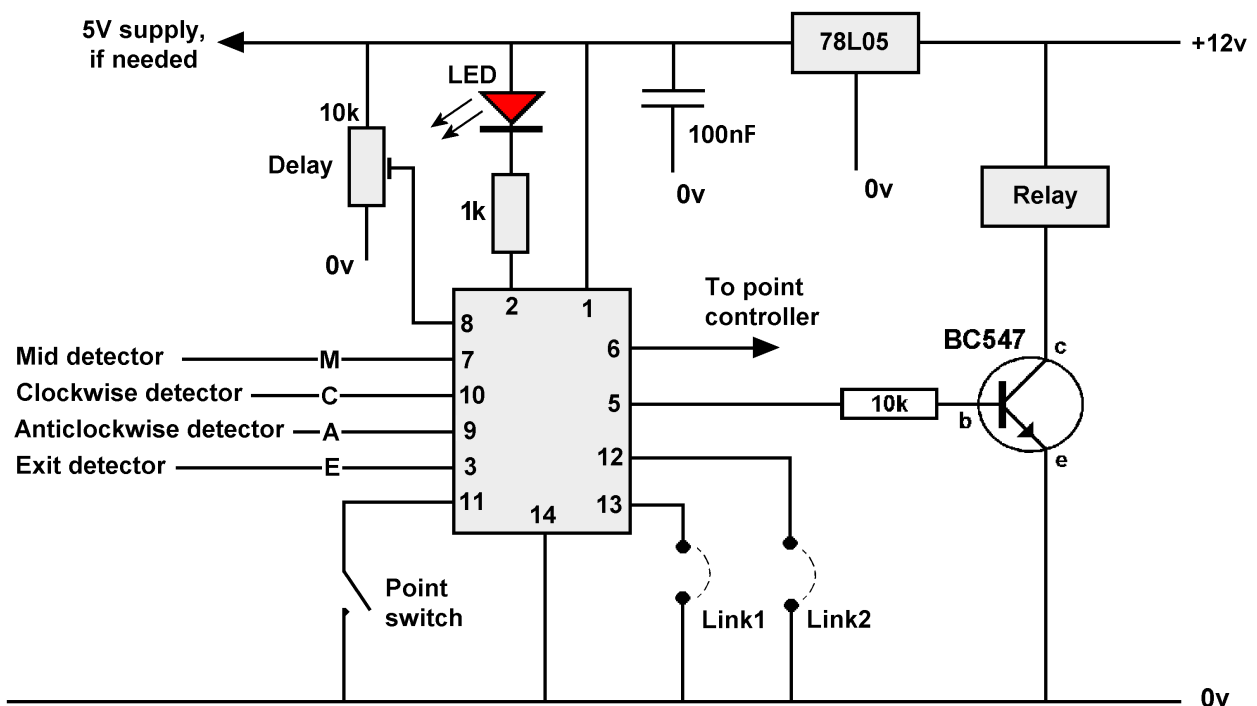 5V supply,
if needed
78L05
+12v
LED
10k
100nF
Delay
0v
0v
Relay
1k
0v
To point
controller
2
1
8
6
BC547
c
Mid detector
M
7
Clockwise detector
C
10
5
10k
b
Anticlockwise detector
A
9
e
Exit detector
E
3
12
11
13
14
Point
switch
Link1
Link2
0v